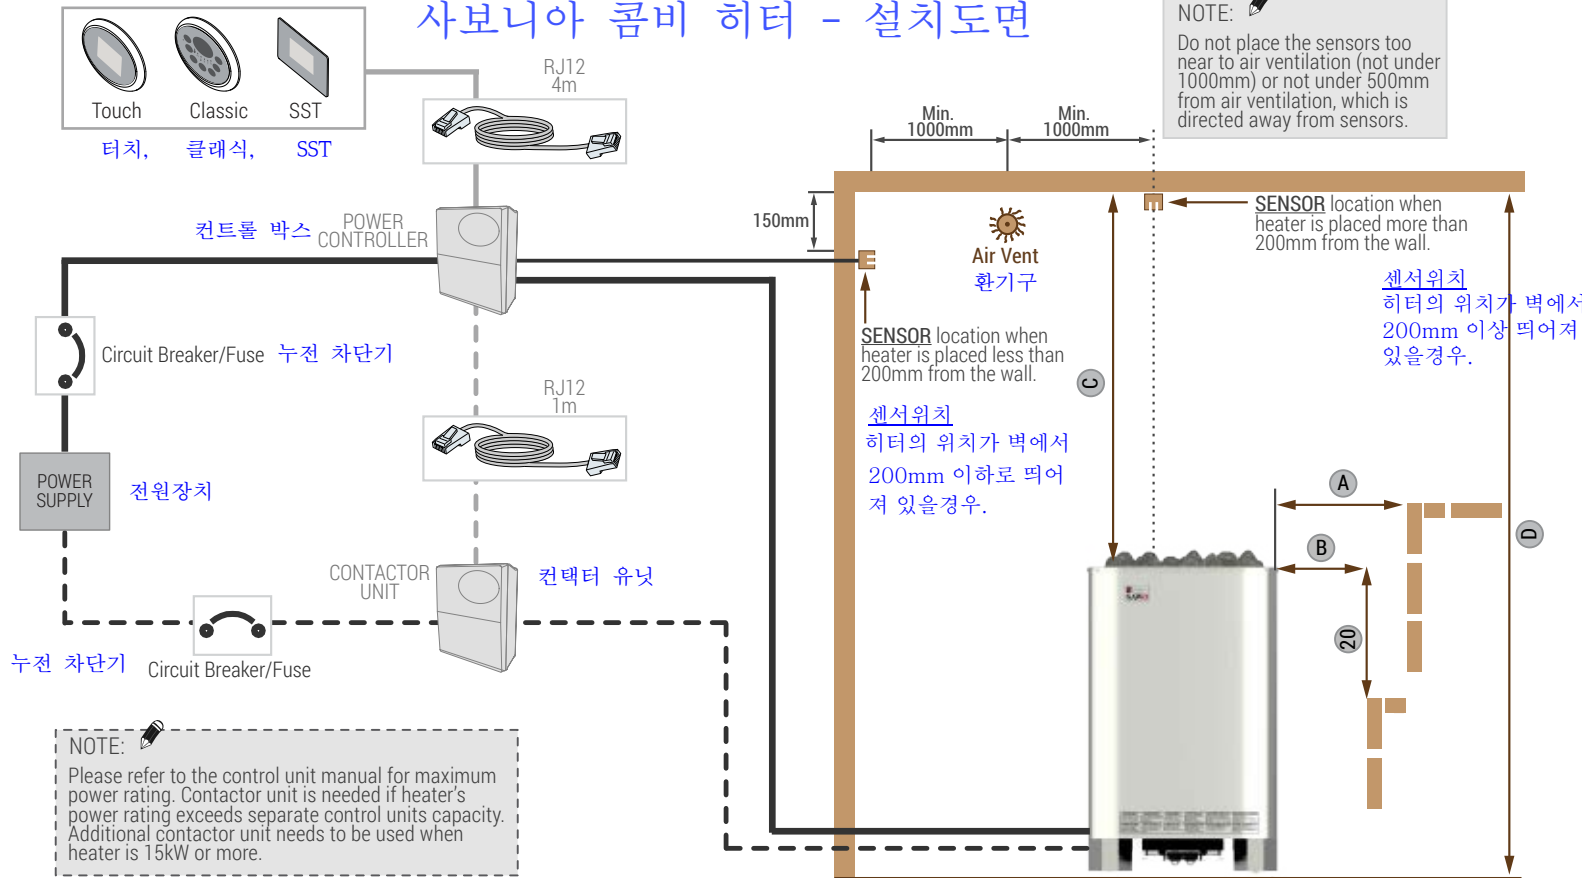 사보니아 콤비 히터 - 설치도면
Touch
Classic
SST
터치,
클래식,
SST
RJ12
4m
NOTE:
Do not place the sensors too
near to air ventilation (not under
1000mm) or not under 500mm
from air ventilation, which is
directed away from sensors.
Min.
1000mm
Min.
1000mm
150mm
컨트롤 박스
POWER
CONTROLLER
Air Vent
환기구
SENSOR location when
heater is placed more than
200mm from the wall.
센서위치
히터의 위치가 벽에서
200mm 이상 띄어져
있을경우.
SENSOR location when
heater is placed less than
200mm from the wall.
센서위치
히터의 위치가 벽에서
200mm 이하로 띄어
져 있을경우.
Circuit Breaker/Fuse
누전 차단기
RJ12
1m
POWER
SUPPLY
전원장치
CONTACTOR
UNIT
컨택터 유닛
누전 차단기
Circuit Breaker/Fuse
C
A
B
20
D
NOTE:
Please refer to the control unit manual for maximum
power rating. Contactor unit is needed if heater's
power rating exceeds separate control units capacity.
Additional contactor unit needs to be used when
heater is 15kW or more.